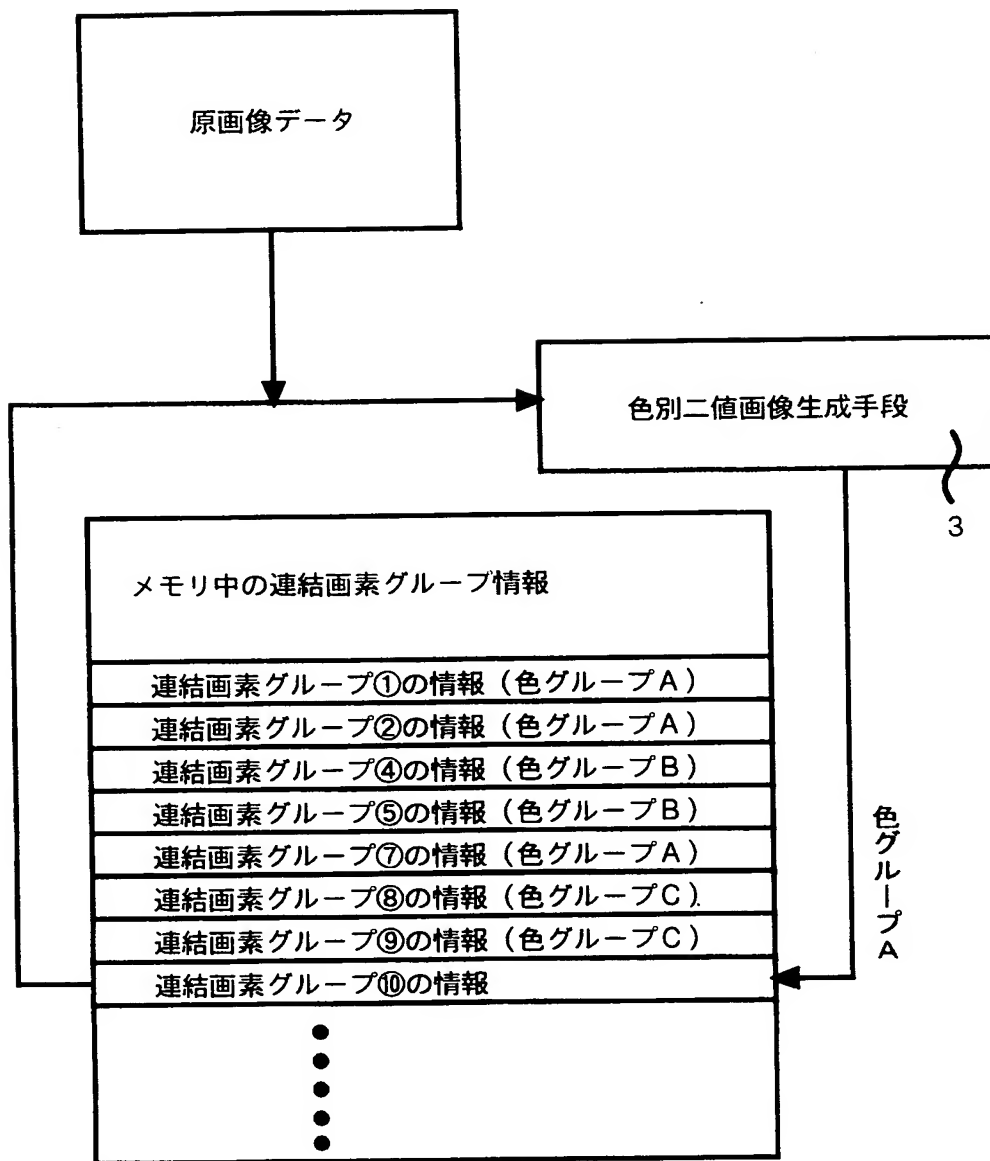 原画像データ
色別二値画像生成手段
3
メモリ中の連結画素グループ情報
連結画素グループ①の情報（色グループA）
連結画素グループ②の情報（色グループA）
連結画素グループ④の情報（色グループB）
連結画素グループ⑤の情報（色グループB）
連結画素グループ⑦の情報（色グループA）
連結画素グループ⑧の情報（色グループC）
連結画素グループ⑨の情報（色グループC）
連結画素グループ⑩の情報
色グループA